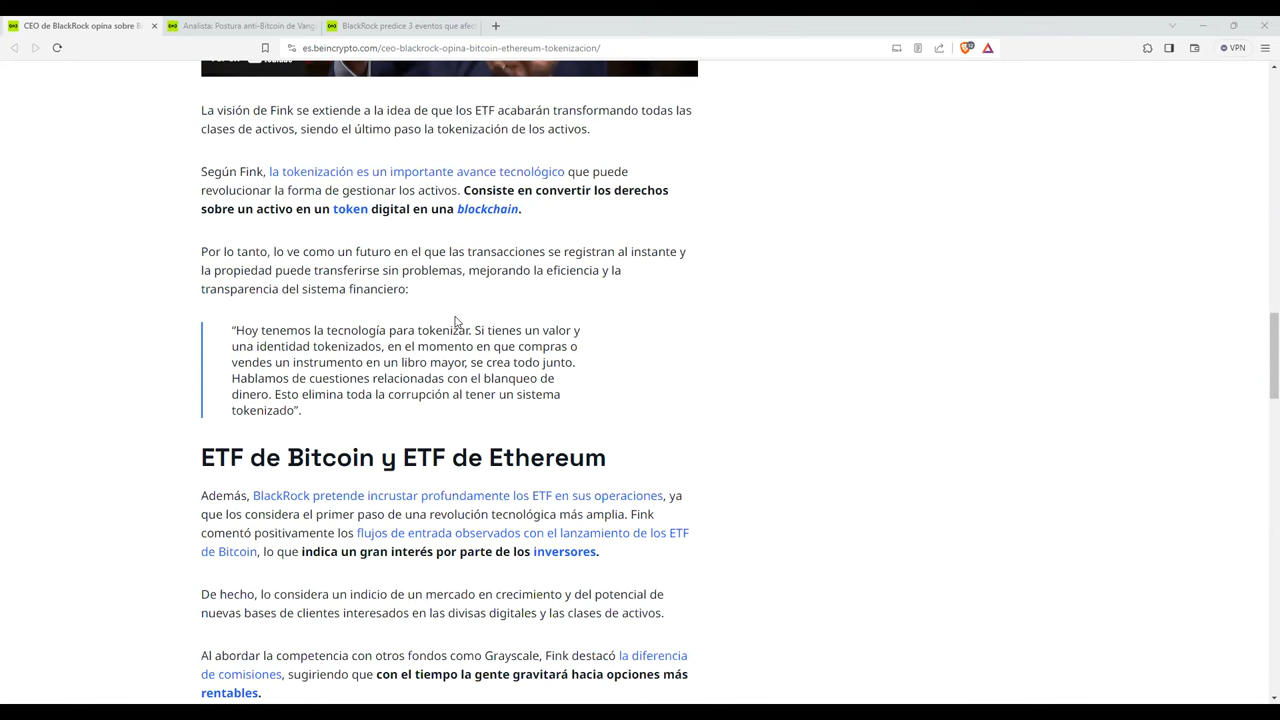 CEO de BlackRock opina sobre B
Analista: Postura anti-Bitcoin de Vang
BlackRock predice 3 eventos que afec
es.beincrypto.com/ceo-blackrock-opina-bitcoin-ethereum-tokenizacion/
VPN
La visión de Fink se extiende a la idea de que los ETF acabarán transformando todas las
clases de activos, siendo el último paso la tokenización de los activos.
Según Fink, la tokenización es un importante avance tecnológico que puede
revolucionar la forma de gestionar los activos. Consiste en convertir los derechos
sobre un activo en un token digital en una blockchain.
Por lo tanto, lo ve como un futuro en el que las transacciones se registran al instante y
la propiedad puede transferirse sin problemas, mejorando la eficiencia y la
transparencia del sistema financiero:
“Hoy tenemos la tecnología para tokenizar. Si tienes un valor y
una identidad tokenizados, en el momento en que compras o
vendes un instrumento en un libro mayor, se crea todo junto.
Hablamos de cuestiones relacionadas con el blanqueo de
dinero. Esto elimina toda la corrupción al tener un sistema
tokenizado”.
ETF de Bitcoin y ETF de Ethereum
Además, BlackRock pretende incrustar profundamente los ETF en sus operaciones, ya
que los considera el primer paso de una revolución tecnológica más amplia. Fink
comentó positivamente los flujos de entrada observados con el lanzamiento de los ETF
de Bitcoin, lo que indica un gran interés por parte de los inversores.
De hecho, lo considera un indicio de un mercado en crecimiento y del potencial de
nuevas bases de clientes interesados en las divisas digitales y las clases de activos.
Al abordar la competencia con otros fondos como Grayscale, Fink destacó la diferencia
de comisiones, sugiriendo que con el tiempo la gente gravitará hacia opciones más
rentables.